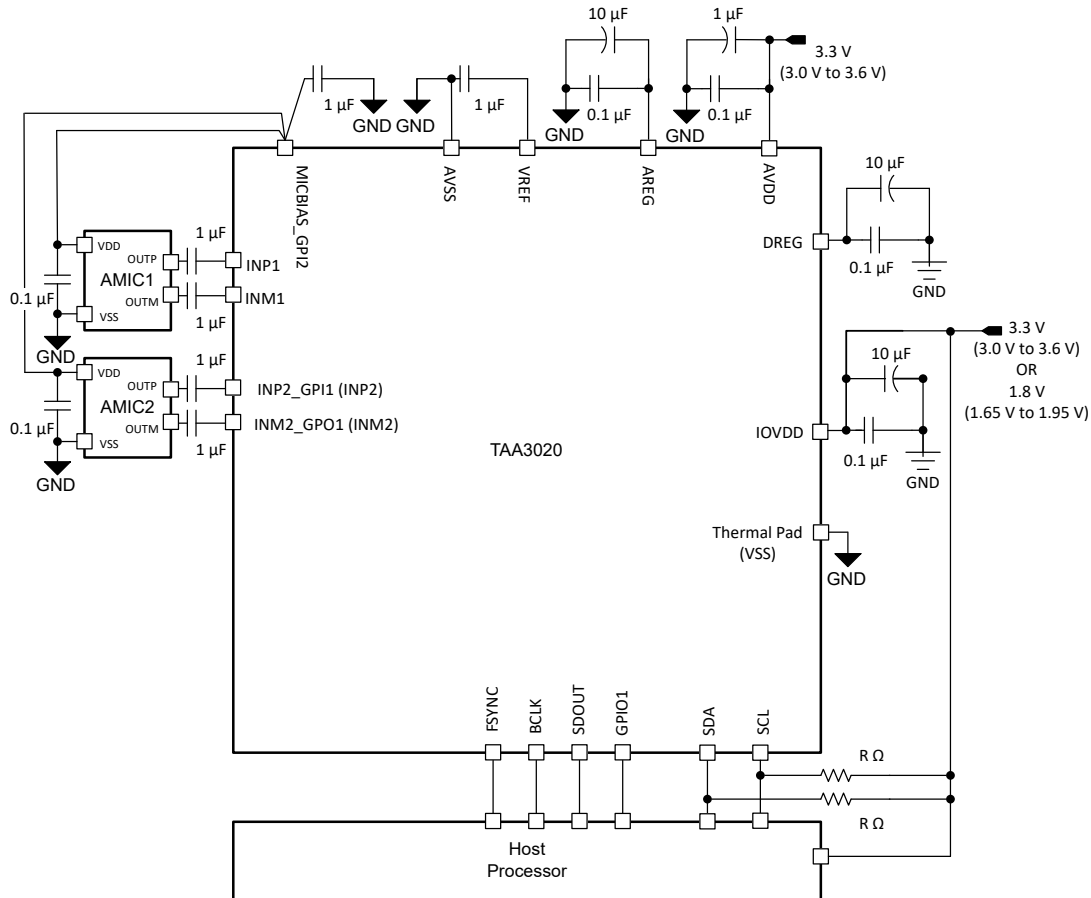 10 µF
1 µF
3.3 V
(3.0 V to 3.6 V)
1 µF
GND
GND
1 µF
0.1 µF
GND
0.1 µF
GND
MICBIAS_GPI2
AVSS
VREF
AREG
AVDD
10 µF
DREG
0.1 µF
GND
1 µF
VDD
OUTP
AMIC1
OUTM
VSS
INP1
INM1
0.1 µF
1 µF
GND
1 µF
VDD
OUTP
AMIC2
OUTM
VSS
INP2_GPI1 (INP2)
INM2_GPO1 (INM2)
0.1 µF
1 µF
GND
3.3 V
(3.0 V to 3.6 V)
OR
1.8 V
(1.65 V to 1.95 V)
10 µF
IOVDD
0.1 µF
GND
TAA3020
Thermal Pad
(VSS)
GND
FSYNC
BCLK
SDOUT
GPIO1
SDA
SCL
R Ω
R Ω
Host
Processor